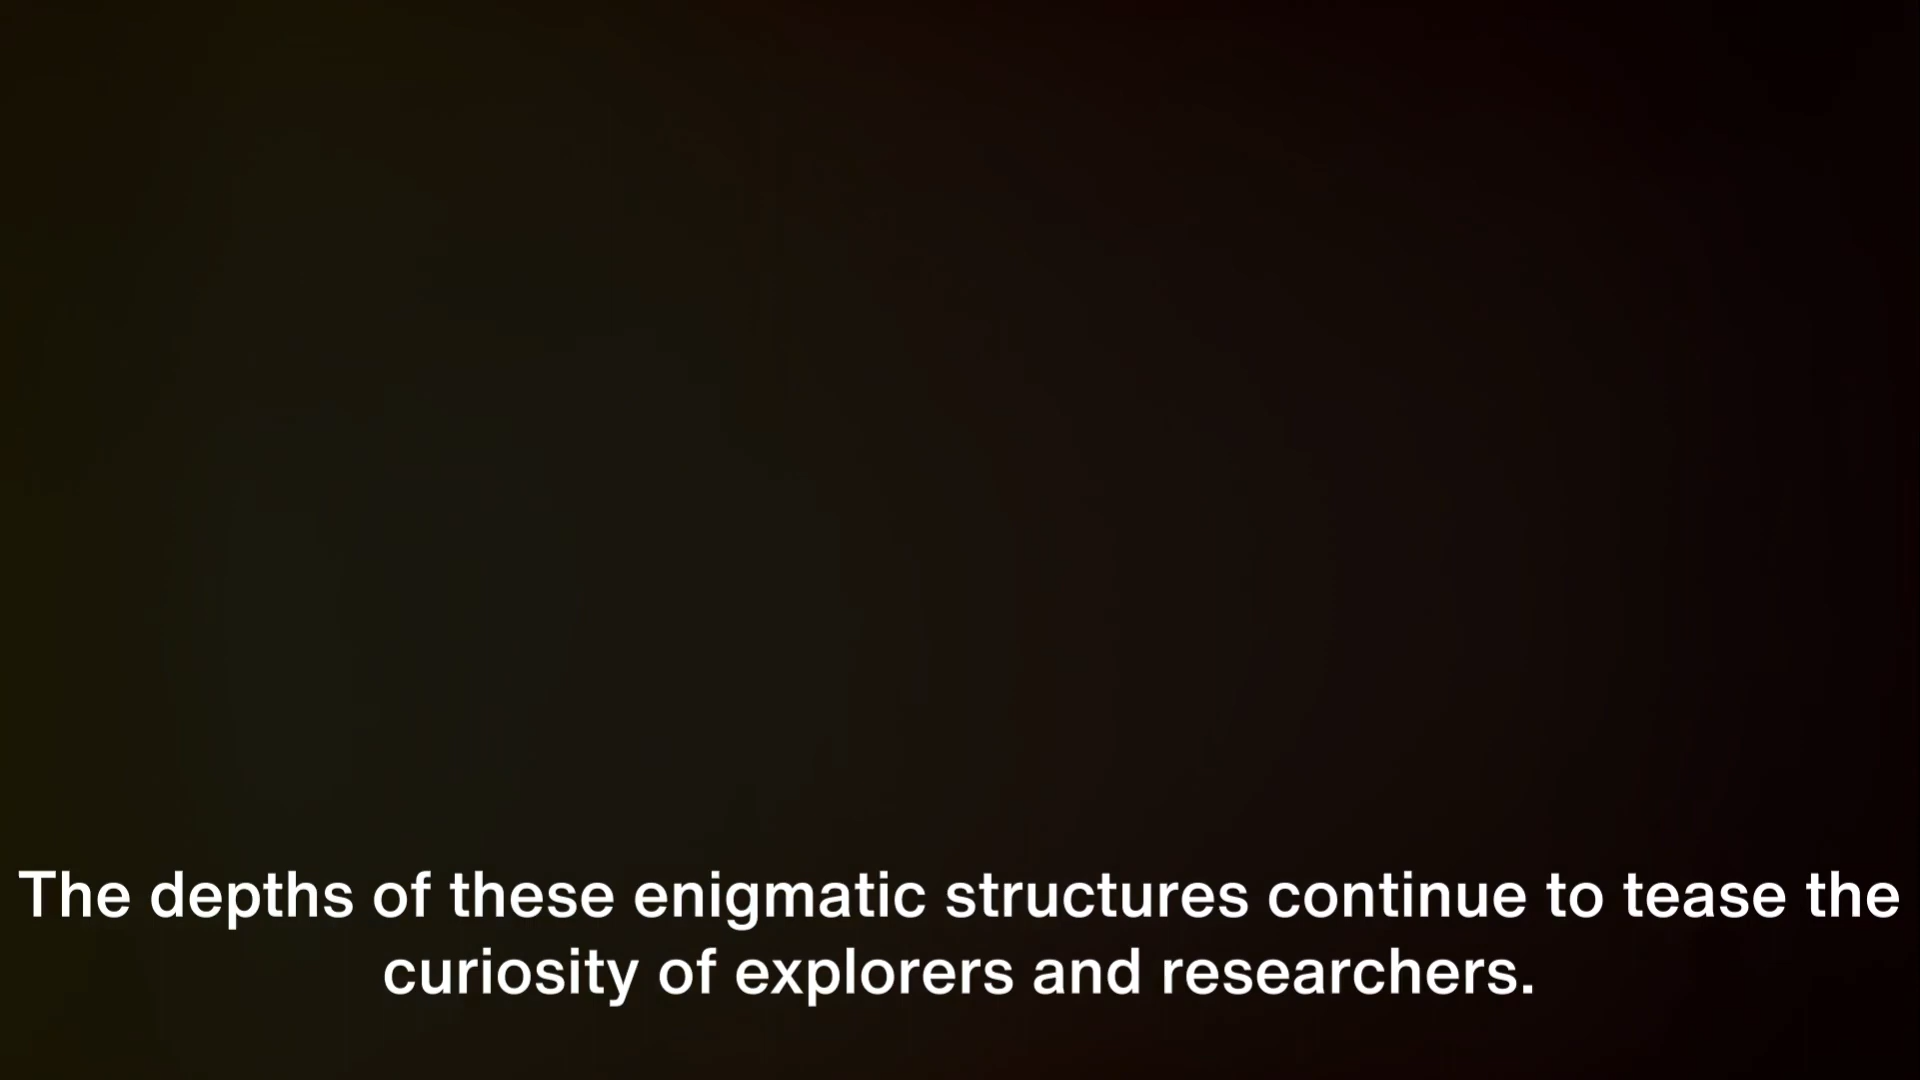 The depths of these enigmatic structures continue to tease the
curiosity of explorers and researchers.